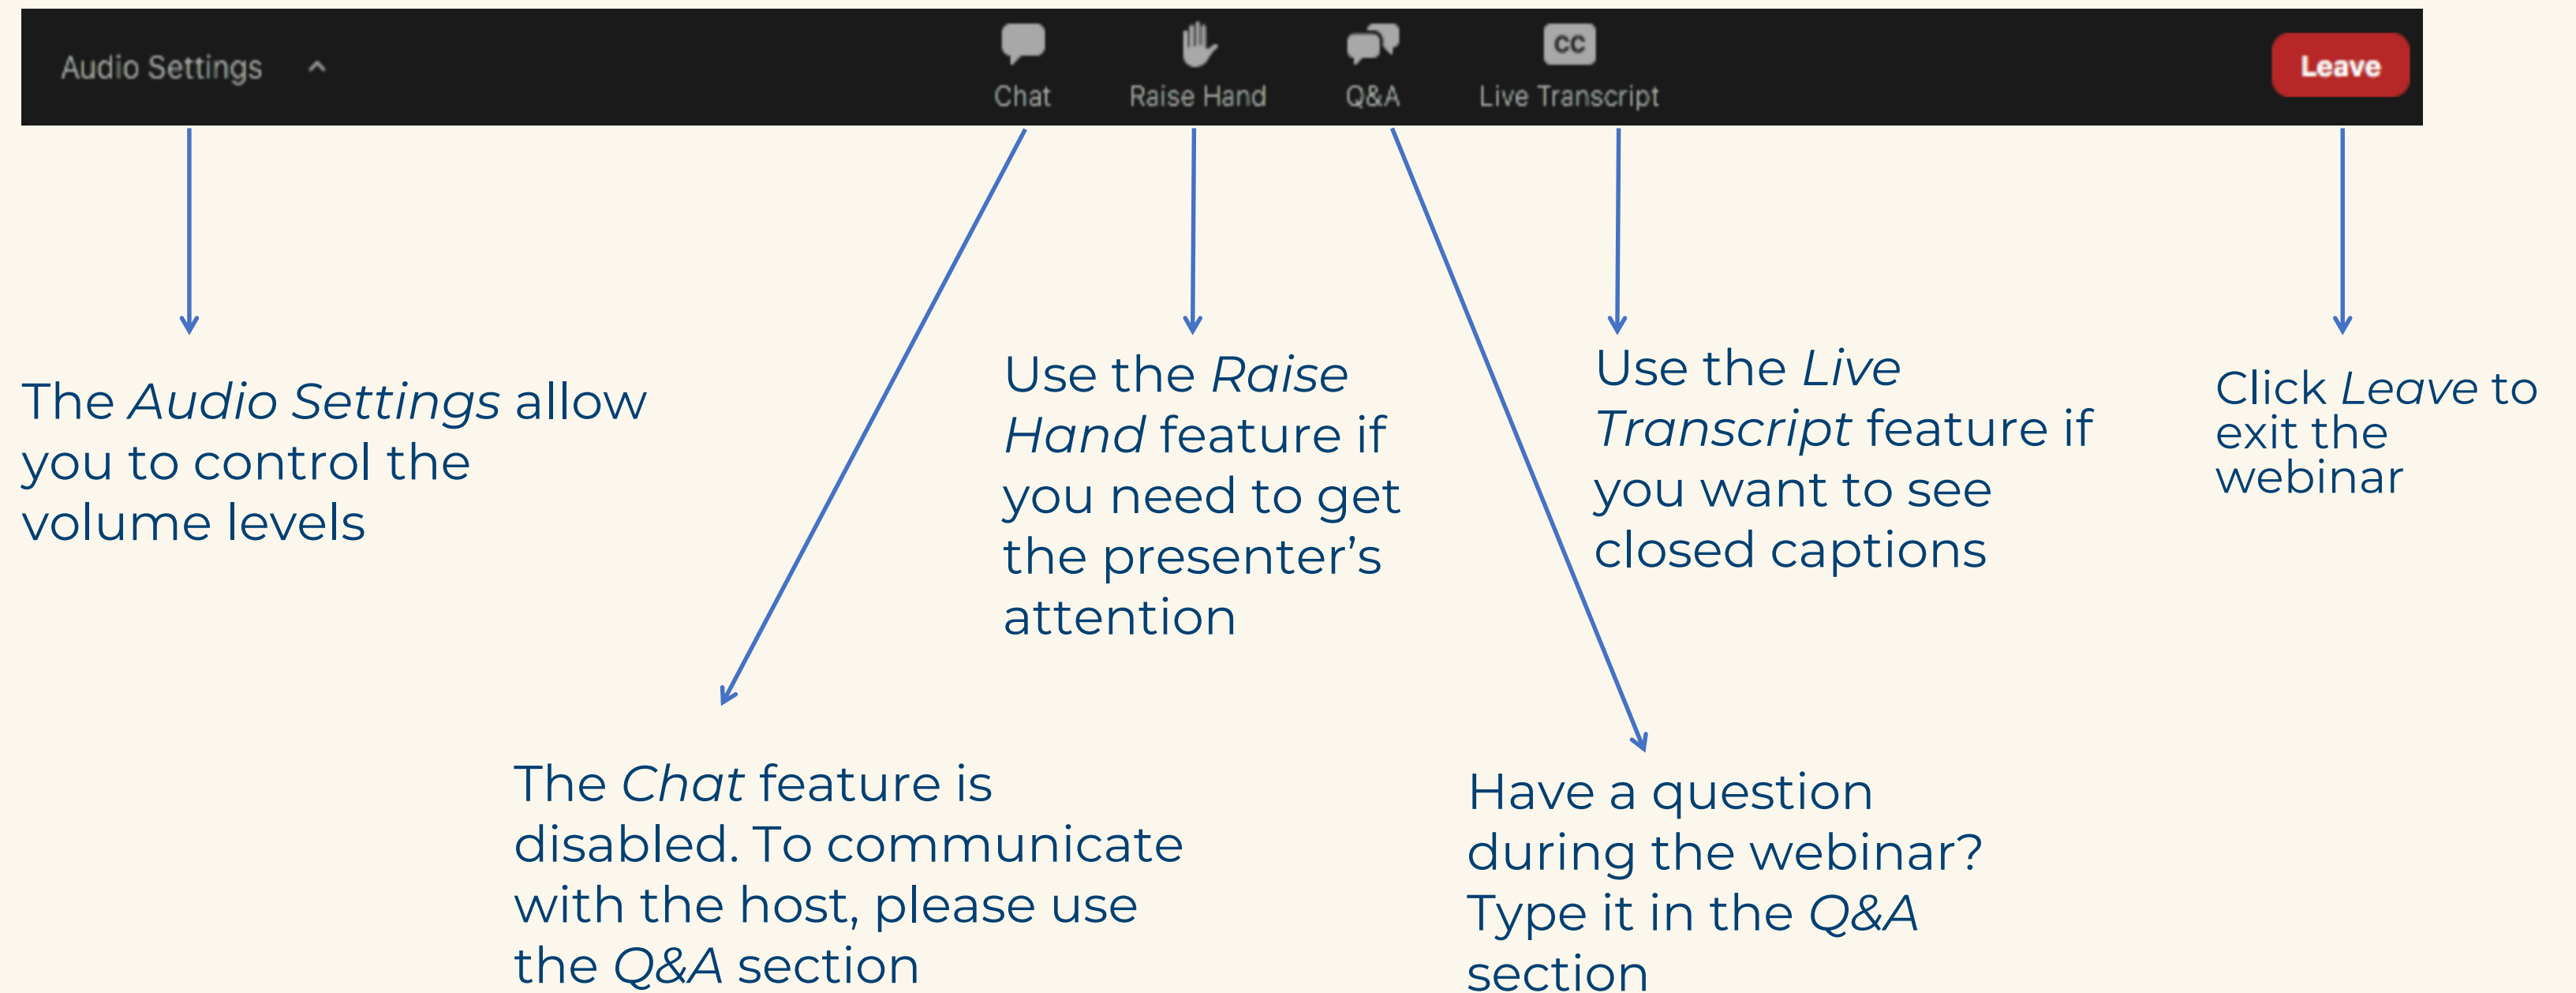 Audio Settings
Chat
Raise Hand
Q&A
Live Transcript
CC
Leave
The Audio Settings allow
you to control the
volume levels
The Chat feature is
disabled. To communicate
with the host, please use
the Q&A section
Use the Raise
Hand feature if
you need to get
the presenter’s
attention
Have a question
during the webinar?
Type it in the Q&A
section
Use the Live
Transcript feature if
you want to see
closed captions
Click Leave to
exit the
webinar